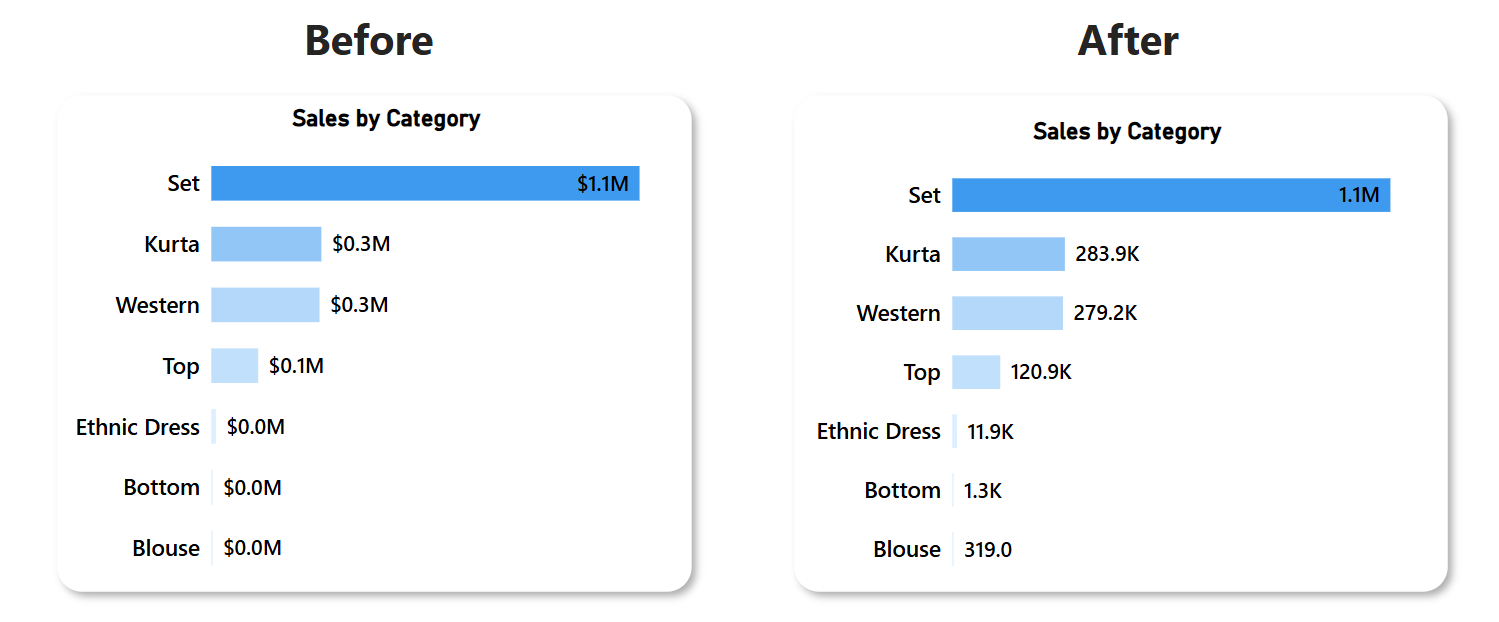 Before
Sales by Category
Set $1.1M
Kurta $0.3M
Western $0.3M
Top $0.1M
Ethnic Dress $0.0M
Bottom $0.0M
Blouse $0.0M
After
Sales by Category
Set 1.1M
Kurta 283.9K
Western 279.2K
Top 120.9K
Ethnic Dress 11.9K
Bottom 1.3K
Blouse 319.0